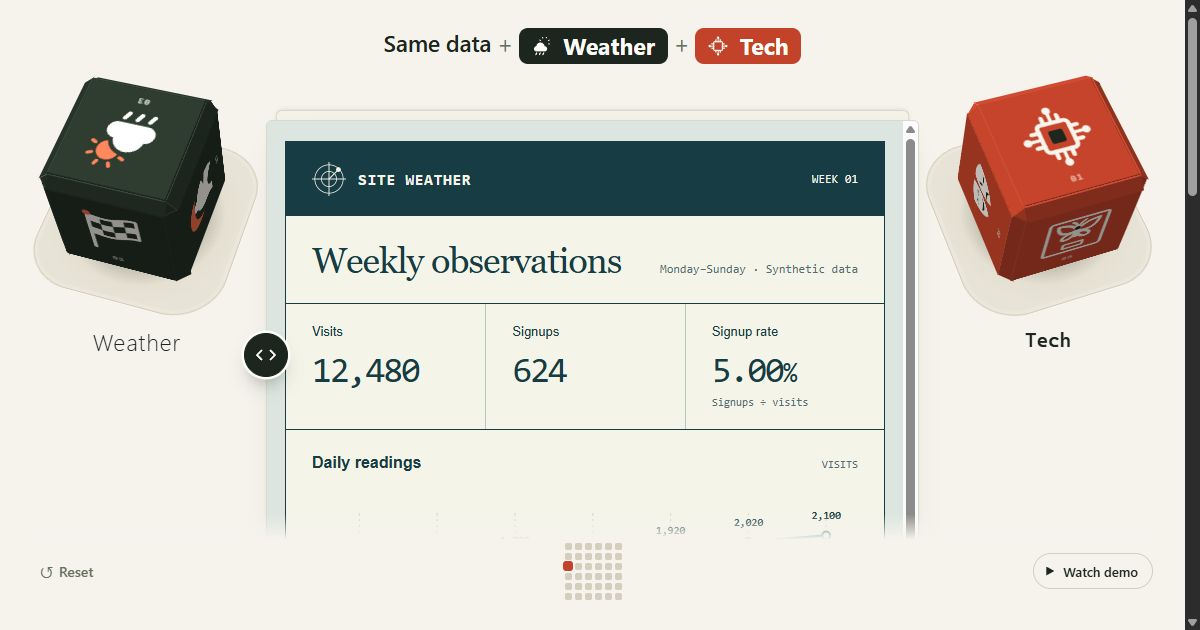 Same data + Weather + Tech
03
01
SITE WEATHER
WEEK 01
Weekly observations
Monday–Sunday · Synthetic data
Visits
12,480
Signups
624
Signup rate
5.00%
Signups ÷ visits
Weather
Tech
Daily readings
VISITS
1,920
2,020
2,100
Reset
Watch demo